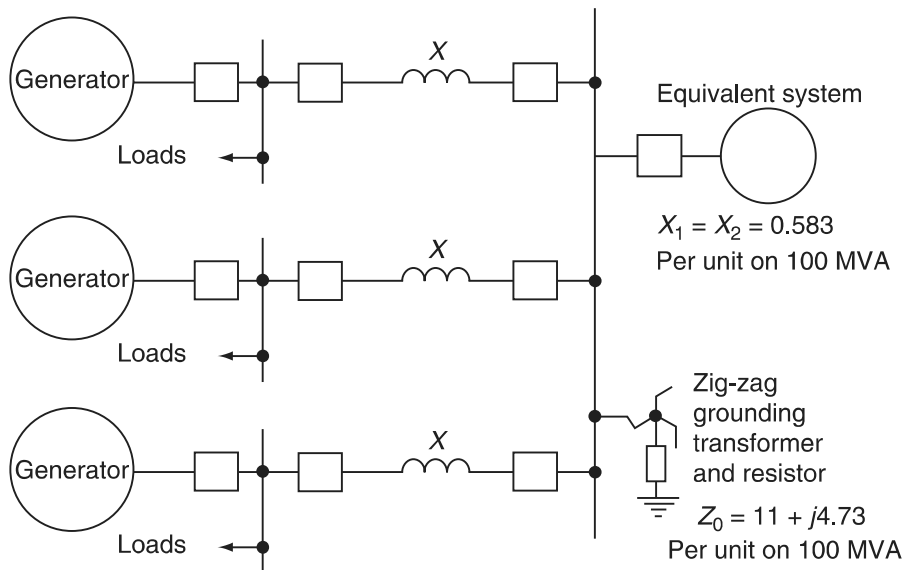 X
Generator
Loads
Equivalent system
X1 = X2 = 0.583
Per unit on 100 MVA
X
Generator
Loads
Zig-zag
grounding
transformer
and resistor
X
Generator
Z0 = 11 + j4.73
Per unit on 100 MVA
Loads